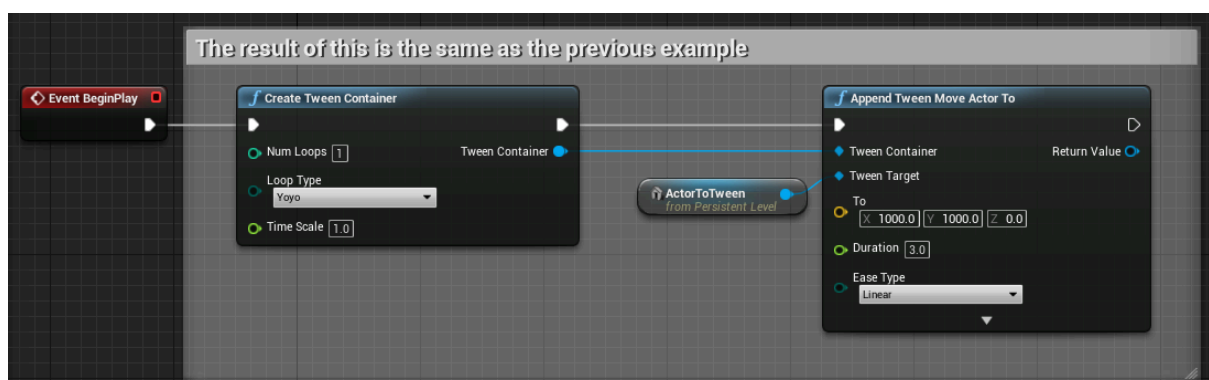 The result of this is the same as the previous example
Event BeginPlay
Create Tween Container
Num Loops 1
Tween Container
Loop Type
Yoyo
Time Scale 1.0
ActorToTween
from Persistent Level
Append Tween Move Actor To
Tween Container
Return Value
Tween Target
To
X 1000.0 Y 1000.0 Z 0.0
Duration 3.0
Ease Type
Linear